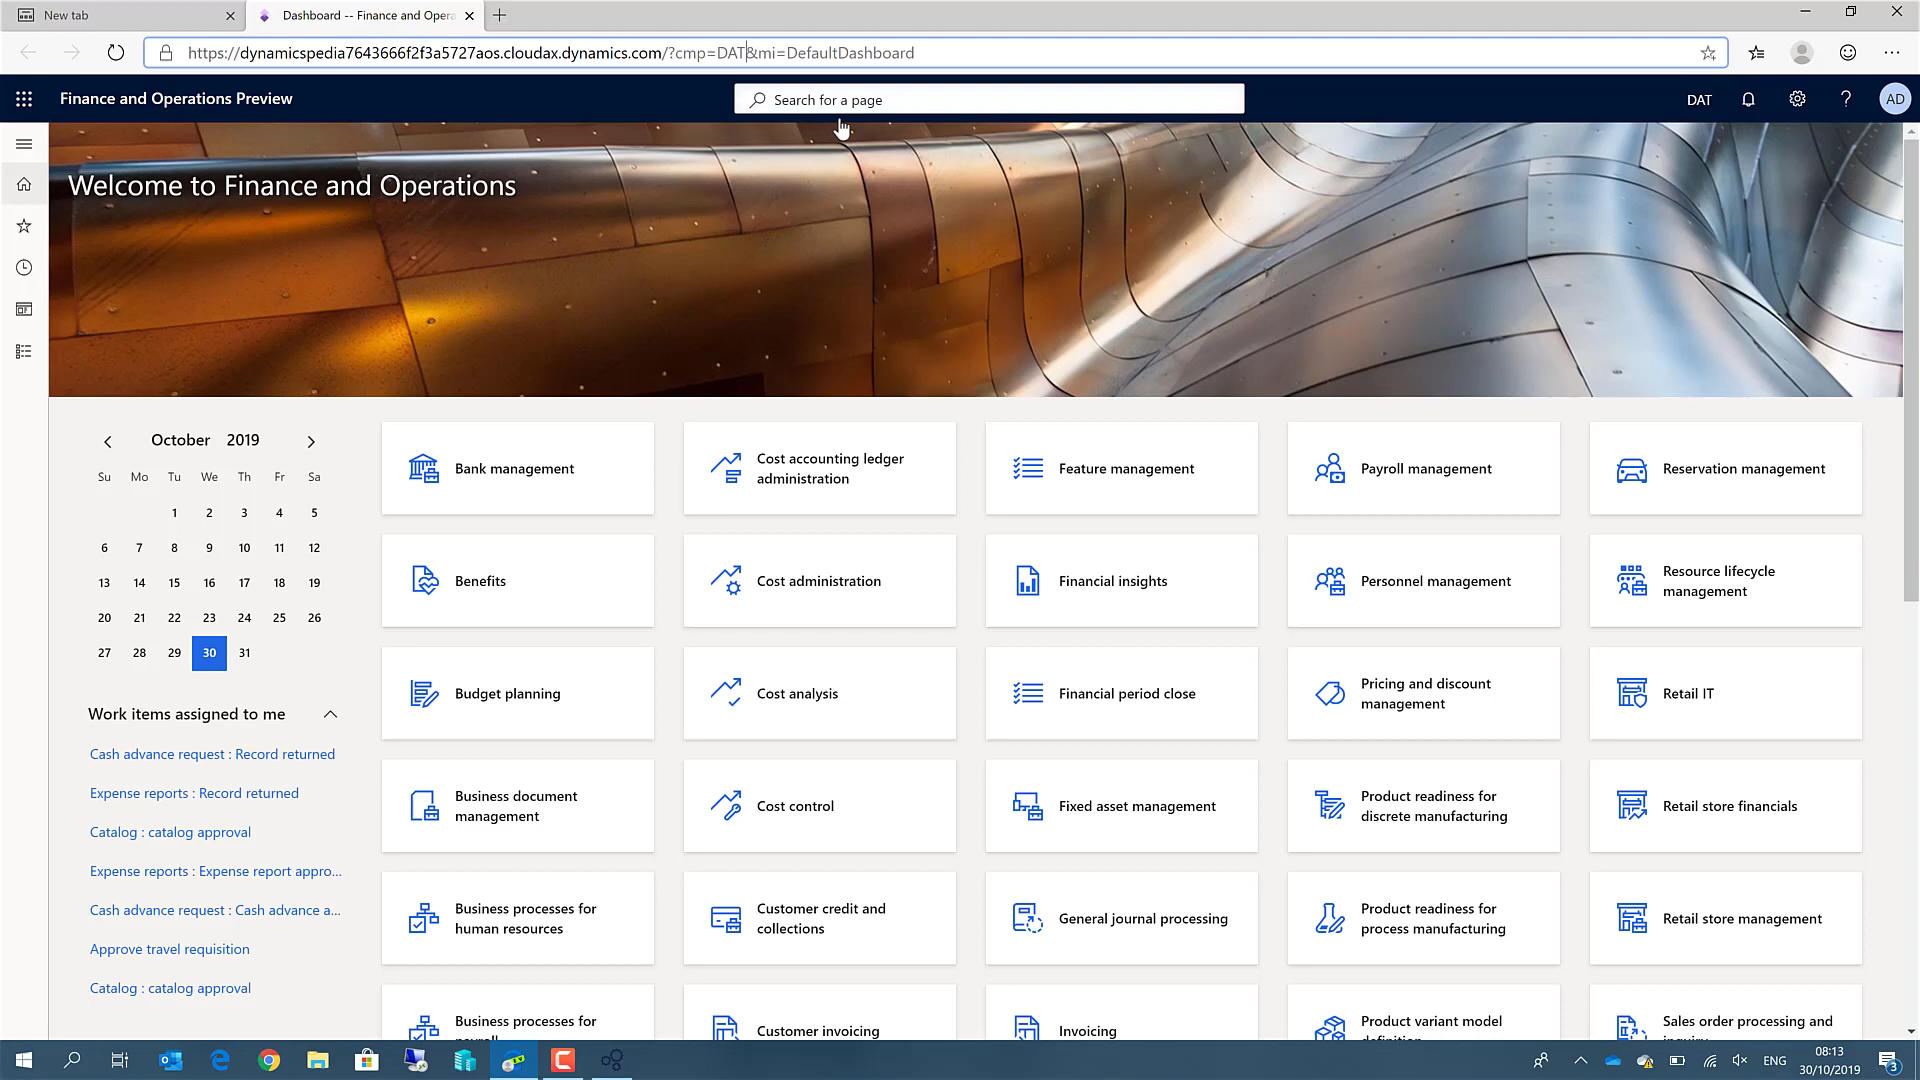 New tab
Dashboard -- Finance and Opera
https://dynamicspedia7643666f2f3a5727aos.cloudax.dynamics.com/?cmp=DAT&mi=DefaultDashboard
Finance and Operations Preview
Search for a page
DAT
AD
Welcome to Finance and Operations
October 2019
Su Mo Tu We Th Fr Sa
1 2 3 4 5
6 7 8 9 10 11 12
13 14 15 16 17 18 19
20 21 22 23 24 25 26
27 28 29 30 31
Work items assigned to me
Cash advance request : Record returned
Expense reports : Record returned
Catalog : catalog approval
Expense reports : Expense report appro...
Cash advance request : Cash advance a...
Approve travel requisition
Catalog : catalog approval
Bank management
Cost accounting ledger
administration
Feature management
Payroll management
Reservation management
Benefits
Cost administration
Financial insights
Personnel management
Resource lifecycle
management
Budget planning
Cost analysis
Financial period close
Pricing and discount
management
Retail IT
Business document
management
Cost control
Fixed asset management
Product readiness for
discrete manufacturing
Retail store financials
Business processes for
human resources
Customer credit and
collections
General journal processing
Product readiness for
process manufacturing
Retail store management
Business processes for
payroll
Customer invoicing
Invoicing
Product variant model
definition
Sales order processing and
inquiry
ENG
08:13
30/10/2019
3